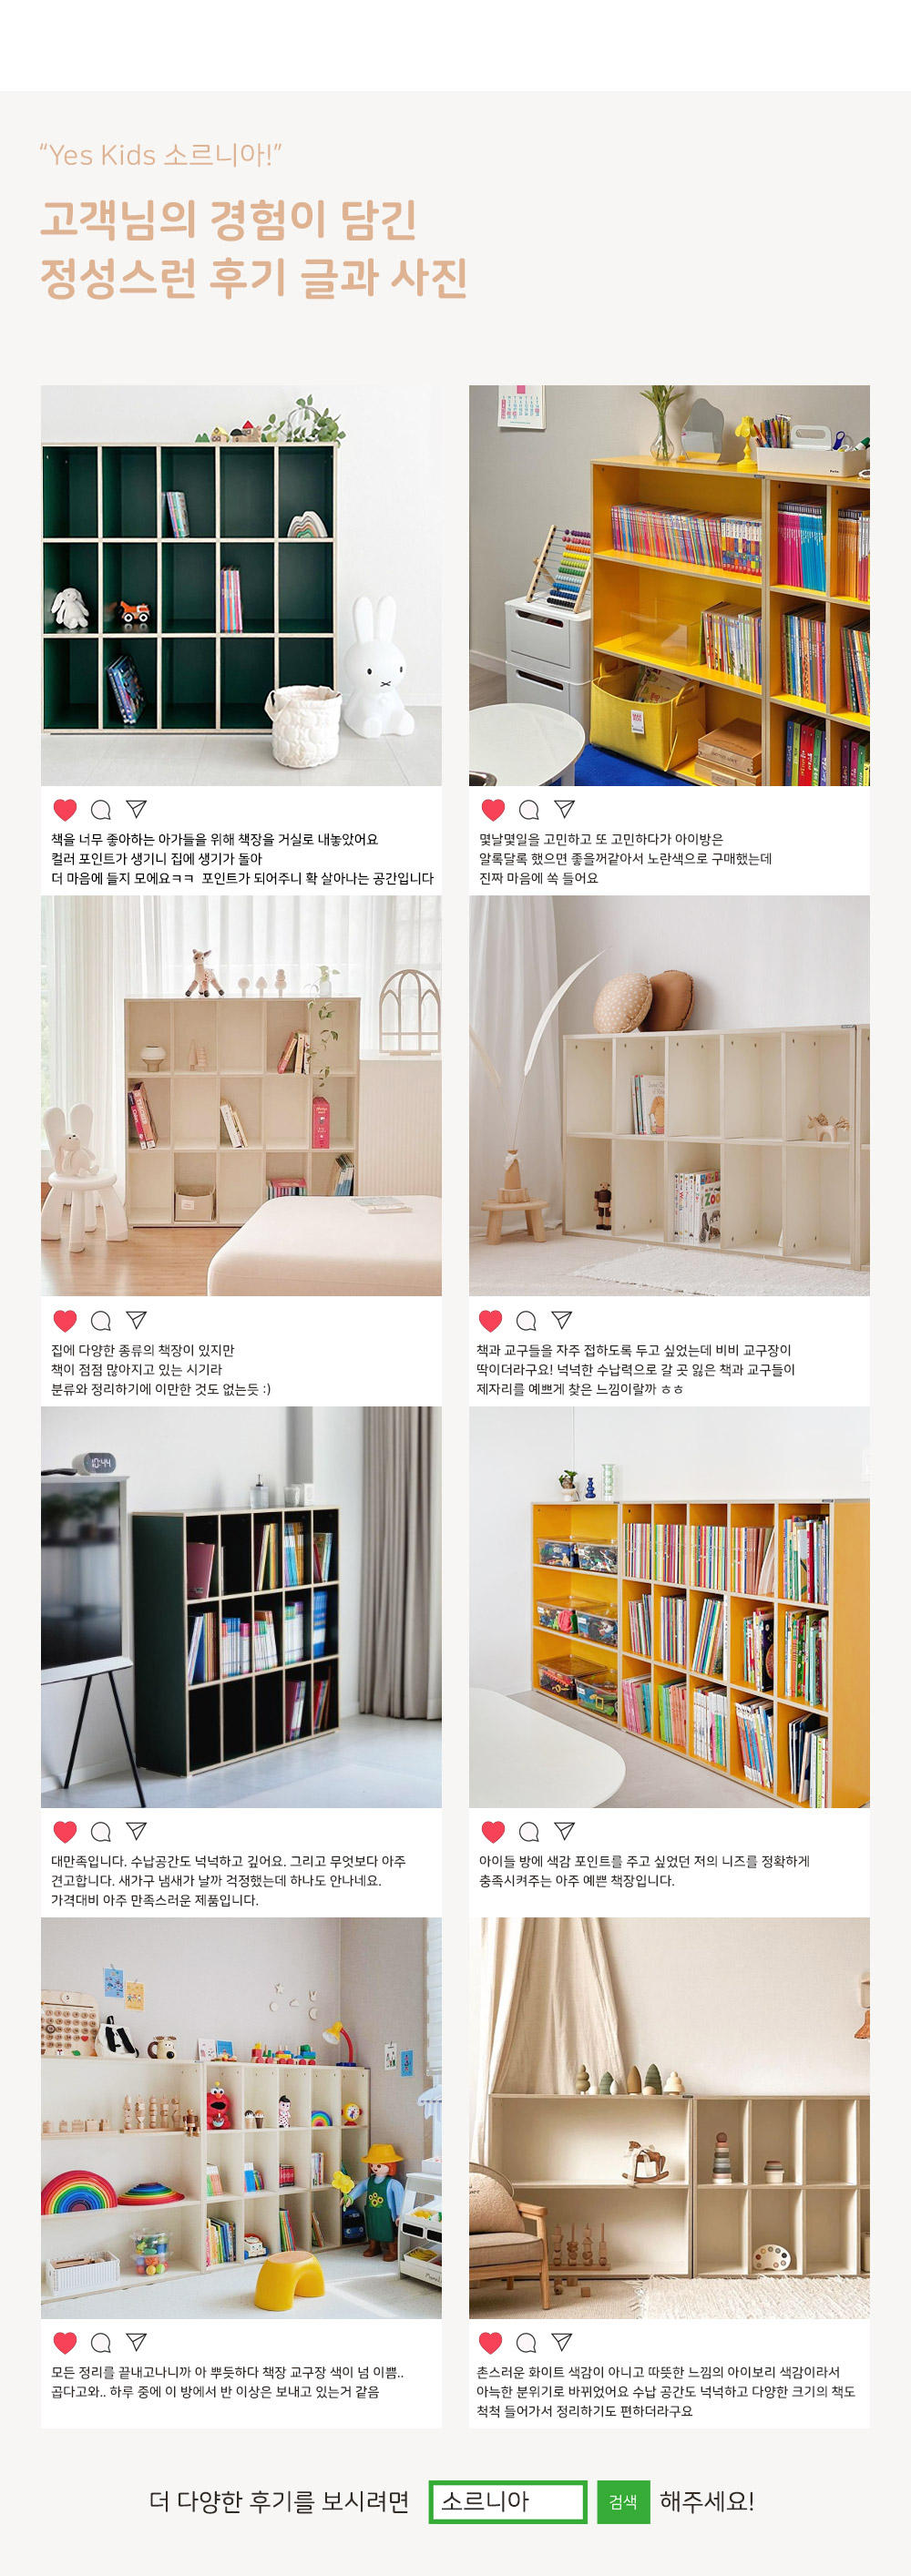 “Yes Kids 소르니아!”
고객님의 경험이 담긴
정성스런 후기 글과 사진
책을 너무 좋아하는 아가들을 위해 책장을 거실로 내놓았어요
컬러 포인트가 생기니 집에 생기가 돌아
더 마음에 들지 모에요ㅋㅋ 포인트가 되어주니 확 살아나는 공간입니다
몇날몇일을 고민하고 또 고민하다가 아이방은
알록달록 했으면 좋을꺼같아서 노란색으로 구매했는데
진짜 마음에 쏙 들어요
집에 다양한 종류의 책장이 있지만
책이 점점 많아지고 있는 시기라
분류와 정리하기에 이만한 것도 없는듯 :)
ZOO
책과 교구들을 자주 접하도록 두고 싶었는데 비비 교구장이
딱이더라구요! 넉넉한 수납력으로 갈 곳 잃은 책과 교구들이
제자리를 예쁘게 찾은 느낌이랄까 ㅎㅎ
10:44
대만족입니다. 수납공간도 넉넉하고 깊어요. 그리고 무엇보다 아주
견고합니다. 새가구 냄새가 날까 걱정했는데 하나도 안나네요.
가격대비 아주 만족스러운 제품입니다.
아이들 방에 색감 포인트를 주고 싶었던 저의 니즈를 정확하게
충족시켜주는 아주 예쁜 책장입니다.
모든 정리를 끝내고나니까 아 뿌듯하다 책장 교구장 색이 넘 이쁨..
곱다고와.. 하루 중에 이 방에서 반 이상은 보내고 있는거 같음
촌스러운 화이트 색감이 아니고 따뜻한 느낌의 아이보리 색감이라서
아늑한 분위기로 바뀌었어요 수납 공간도 넉넉하고 다양한 크기의 책도
척척 들어가서 정리하기도 편하더라구요
더 다양한 후기를 보시려면 소르니아 검색 해주세요!